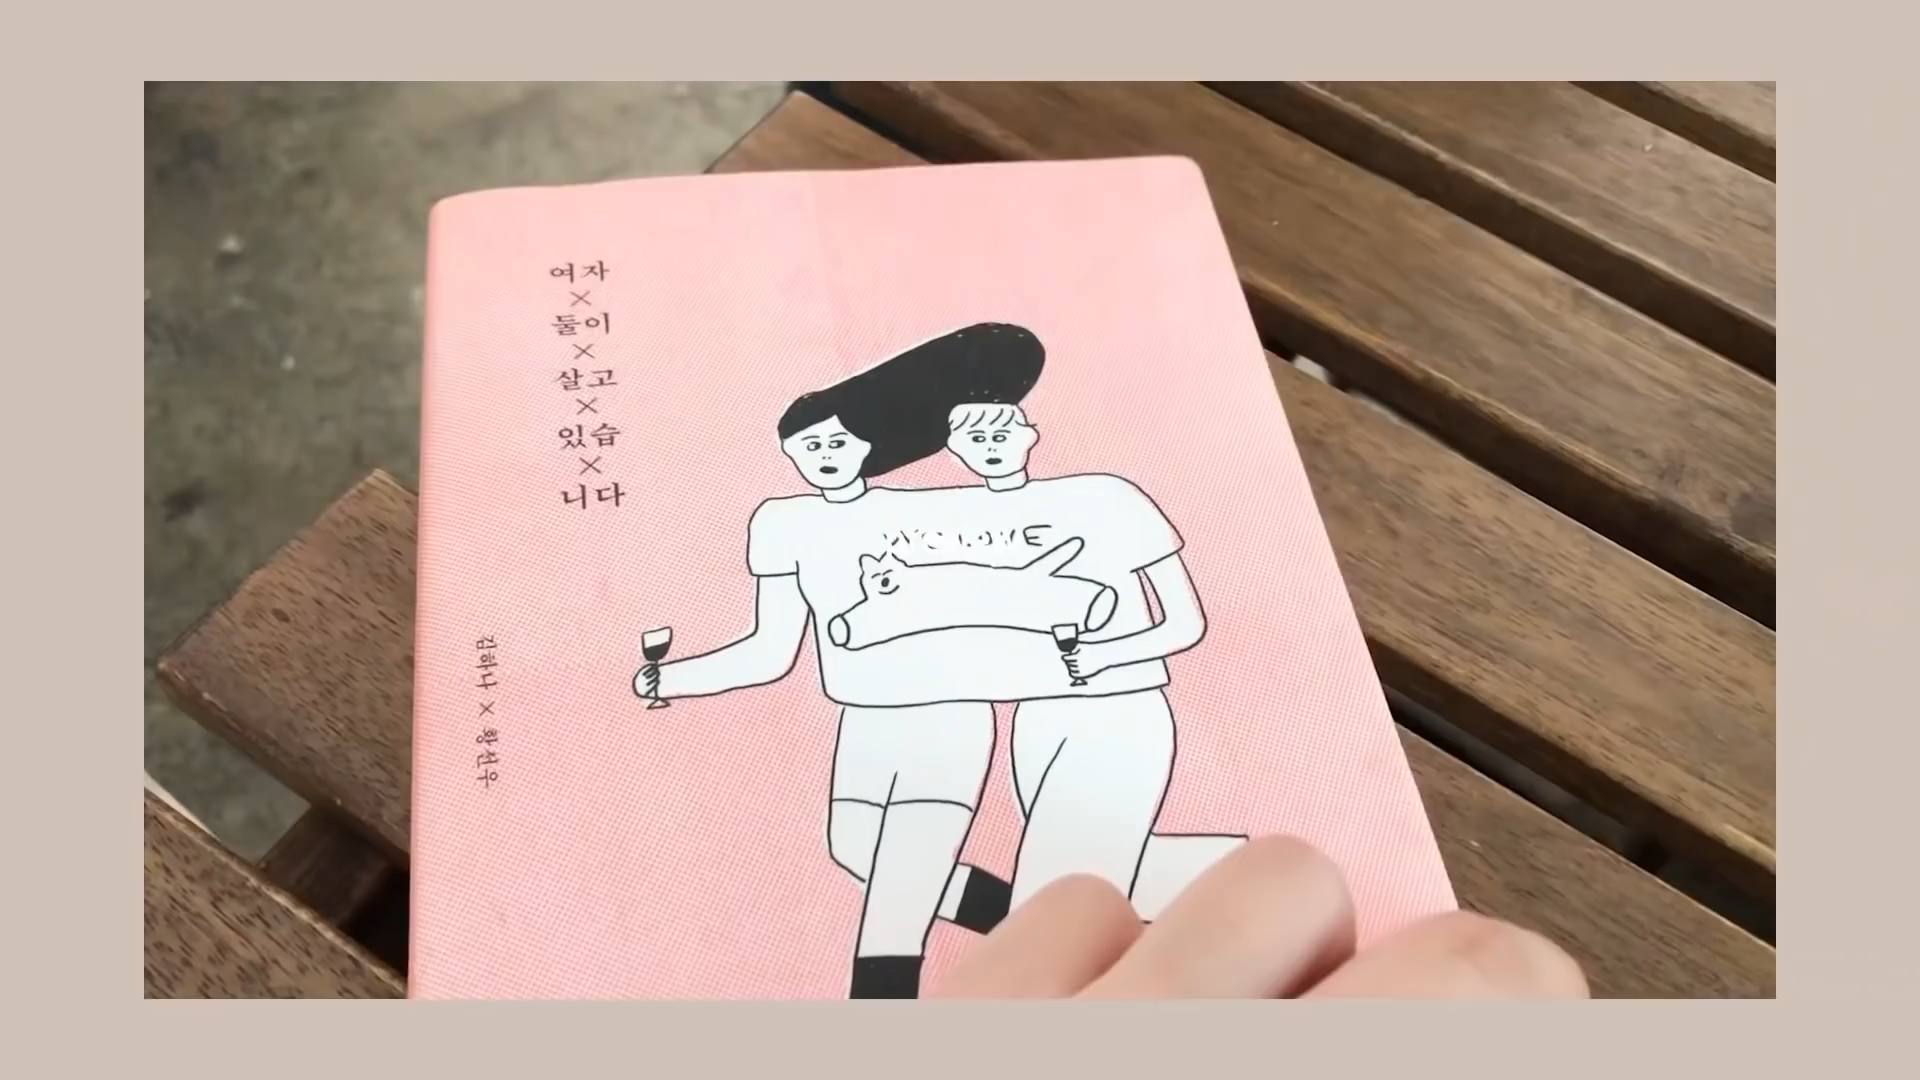 여자
×
둘이
×
살고
×
있습
×
니다
김하나 × 황선우